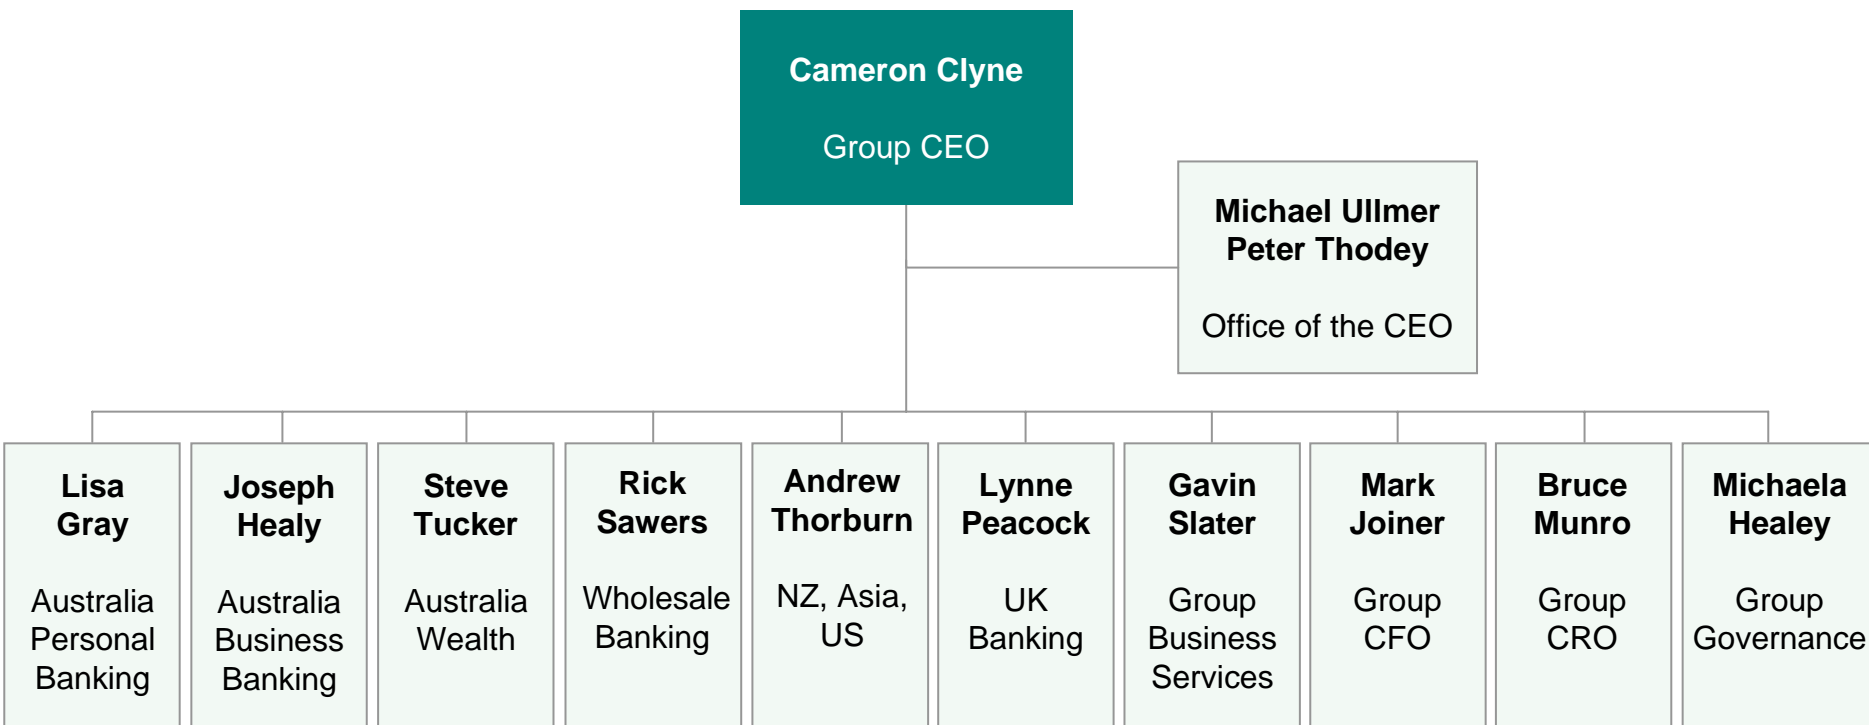 Cameron Clyne
Group CEO
Michael Ullmer
Peter Thodey
Office of the CEO
Lisa
Gray
Australia
Personal
Banking
Joseph
Healy
Australia
Business
Banking
Steve
Tucker
Australia
Wealth
Rick
Sawers
Wholesale
Banking
Andrew
Thorburn
NZ, Asia,
US
Lynne
Peacock
UK
Banking
Gavin
Slater
Group
Business
Services
Mark
Joiner
Group
CFO
Bruce
Munro
Group
CRO
Michaela
Healey
Group
Governance